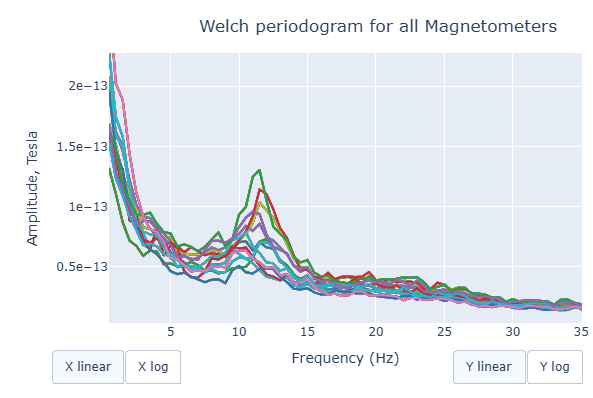 Welch periodogram for all Magnetometers
Amplitude, Tesla
2e−13
1.5e−13
1e−13
0.5e−13
5 10 15 20 25 30 35
Frequency (Hz)
X linear X log Y linear Y log